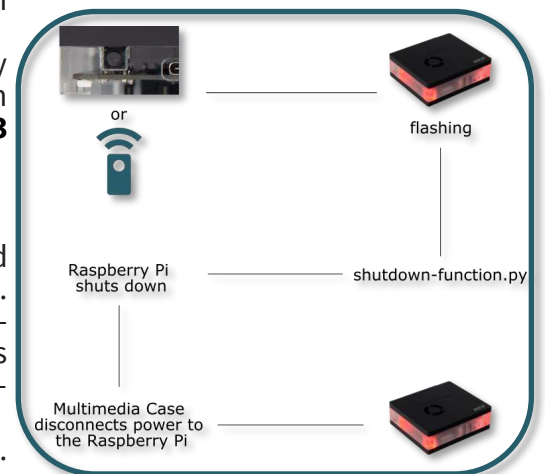 or
flashing
Raspberry Pi
shuts down
shutdown-function.py
Multimedia Case
disconnects power to
the Raspberry Pi